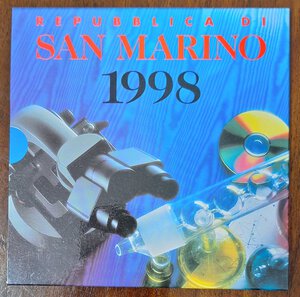 REPUBBLICA DI
SAN MARINO
1998